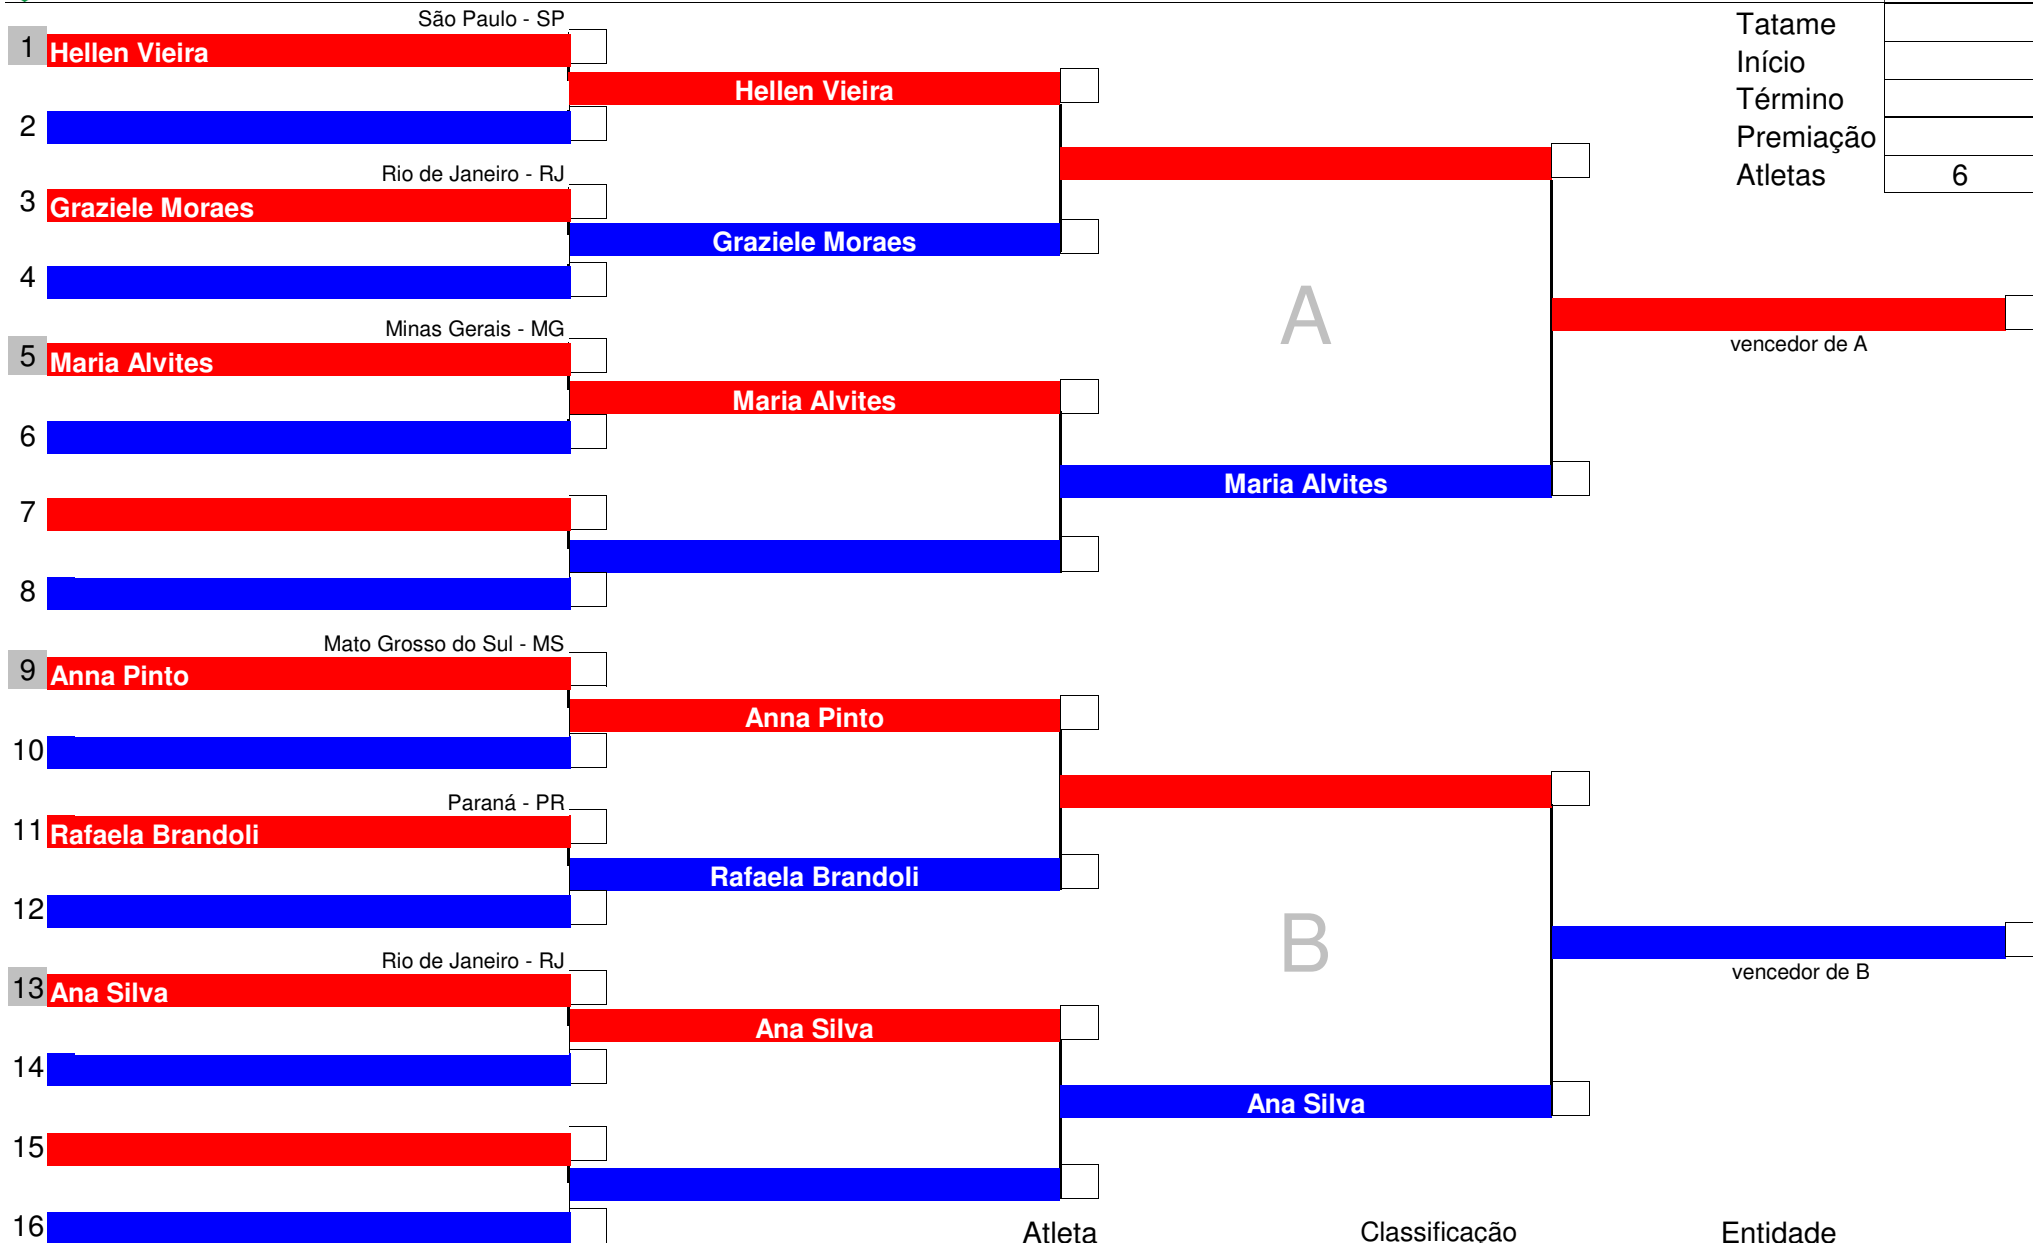 São Paulo - SP
1 Hellen Vieira
Hellen Vieira
2
Rio de Janeiro - RJ
3 Graziele Moraes
Graziele Moraes
4
Minas Gerais - MG
5 Maria Alvites
Maria Alvites
6
Maria Alvites
7
8
A
vencedor de A
Tatame
Início
Término
Premiação
Atletas 6
Mato Grosso do Sul - MS
9 Anna Pinto
Anna Pinto
10
Paraná - PR
11 Rafaela Brandoli
Rafaela Brandoli
12
Rio de Janeiro - RJ
13 Ana Silva
Ana Silva
14
Ana Silva
15
16
B
vencedor de B
Atleta Classificação Entidade